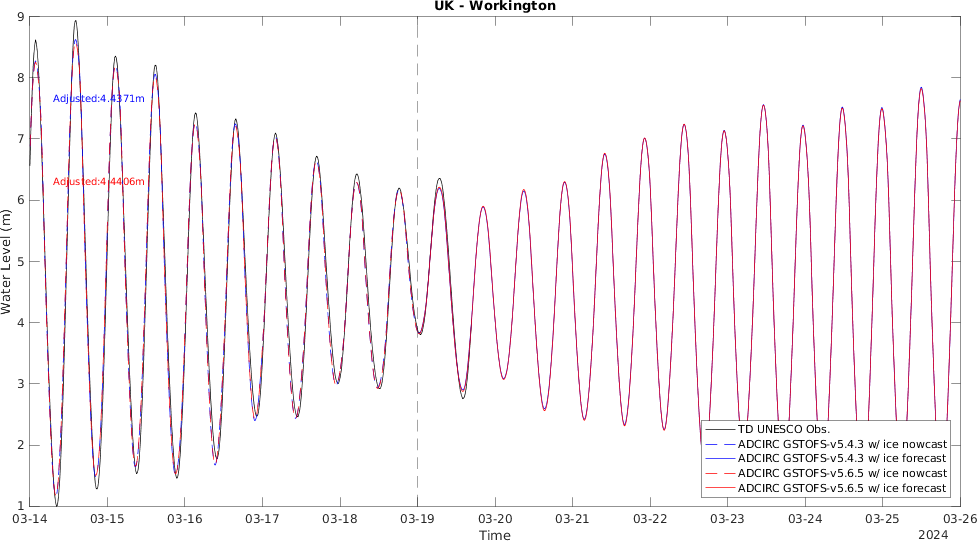 UK - Workington
9
8
Adjusted:4.4371m
7
Adjusted:4.4406m
6
5
4
3
2
1
Water Level (m)
TD UNESCO Obs.
ADCIRC GSTOFS-v5.4.3 w/ ice nowcast
ADCIRC GSTOFS-v5.4.3 w/ ice forecast
ADCIRC GSTOFS-v5.6.5 w/ ice nowcast
ADCIRC GSTOFS-v5.6.5 w/ ice forecast
03-14 03-15 03-16 03-17 03-18 03-19 03-20 03-21 03-22 03-23 03-24 03-25 03-26
Time
2024